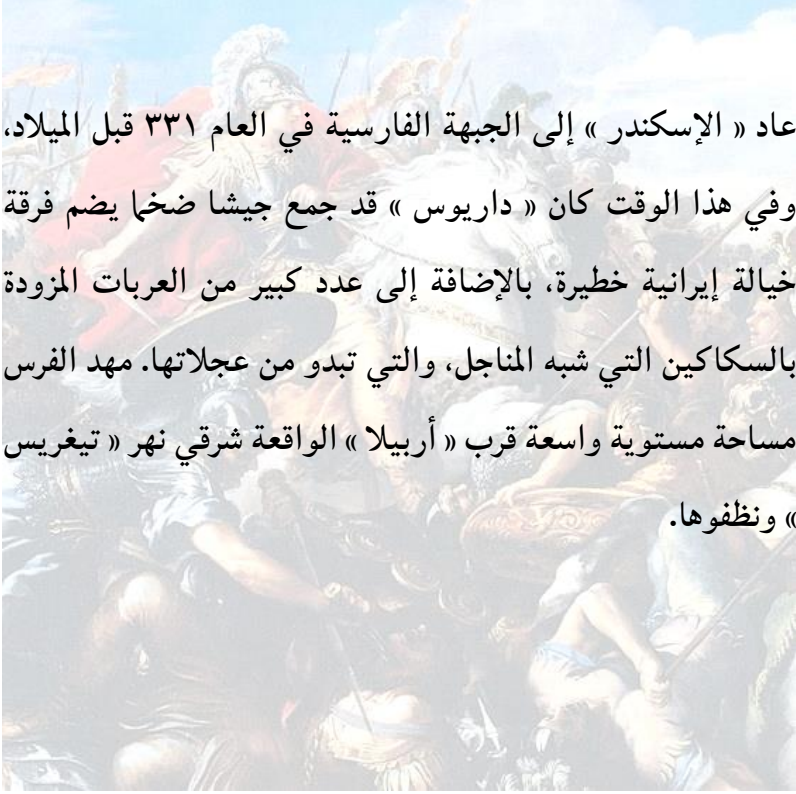 عاد « الإسكندر » إلى الجبهة الفارسية في العام ٣٣١ قبل الميلاد،
وفي هذا الوقت كان « داريوس » قد جمع جيشا ضخما يضم فرقة
خيالة إيرانية خطيرة، بالإضافة إلى عدد كبير من العربات المزودة
بالسكاكين التي شبه المناجل، والتي تبدو من عجلاتها. مهد الفرس
مساحة مستوية واسعة قرب « أربيلا » الواقعة شرقي نهر « تيغريس
» ونظفوها.